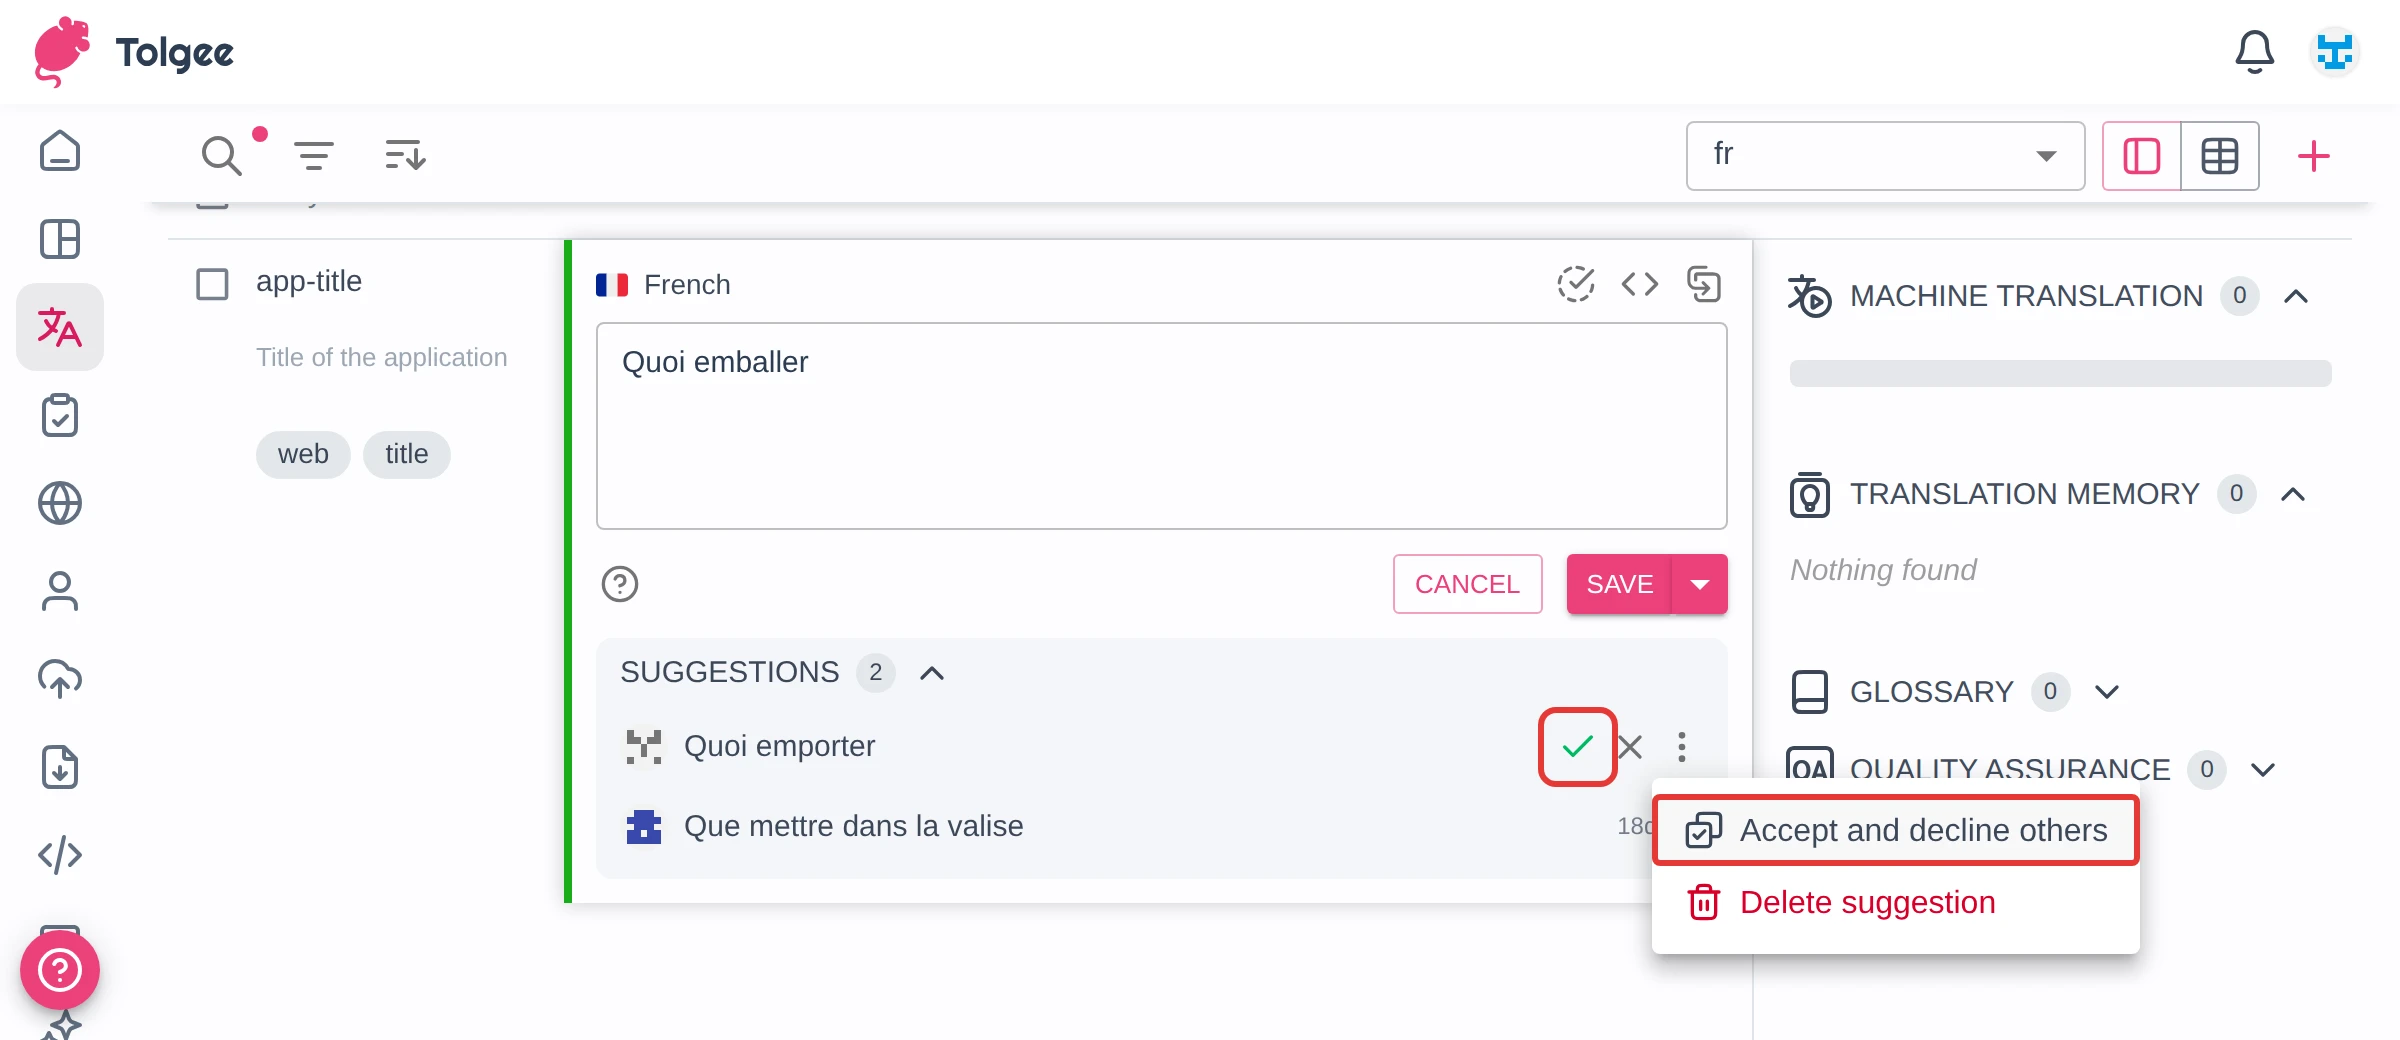 Tolgee
fr
app-title
Title of the application
web
title
French
Quoi emballer
CANCEL
SAVE
SUGGESTIONS 2
Quoi emporter
Que mettre dans la valise
MACHINE TRANSLATION 0
TRANSLATION MEMORY 0
Nothing found
GLOSSARY 0
QA QUALITY ASSURANCE 0
Accept and decline others
Delete suggestion